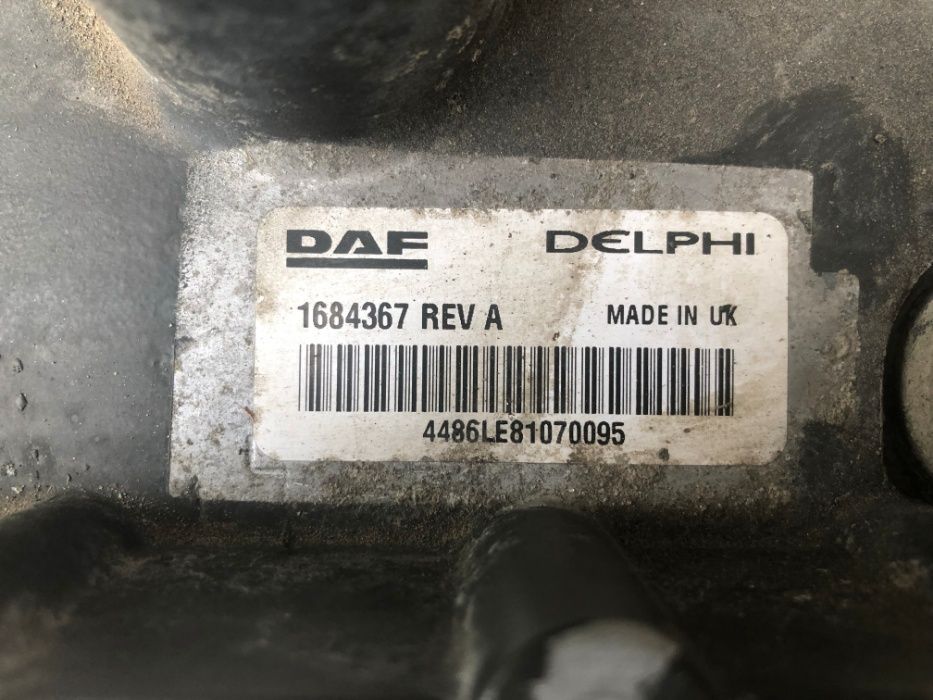 DAF DELPHI
1684367 REV A MADE IN UK
4486LE81070095